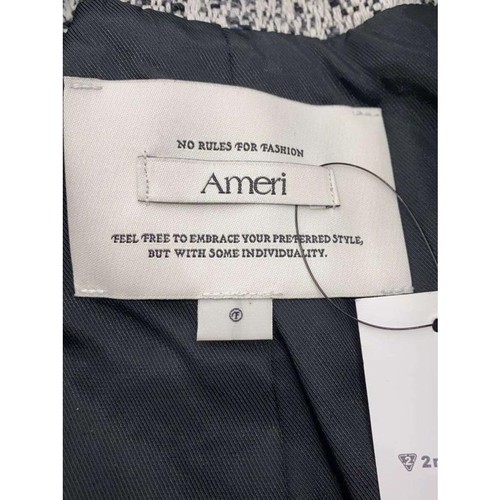 NO RULES FOR FASHION
Ameri
FEEL FREE TO EMBRACE YOUR PREFERRED STYLE,
BUT WITH SOME INDIVIDUALITY.
F